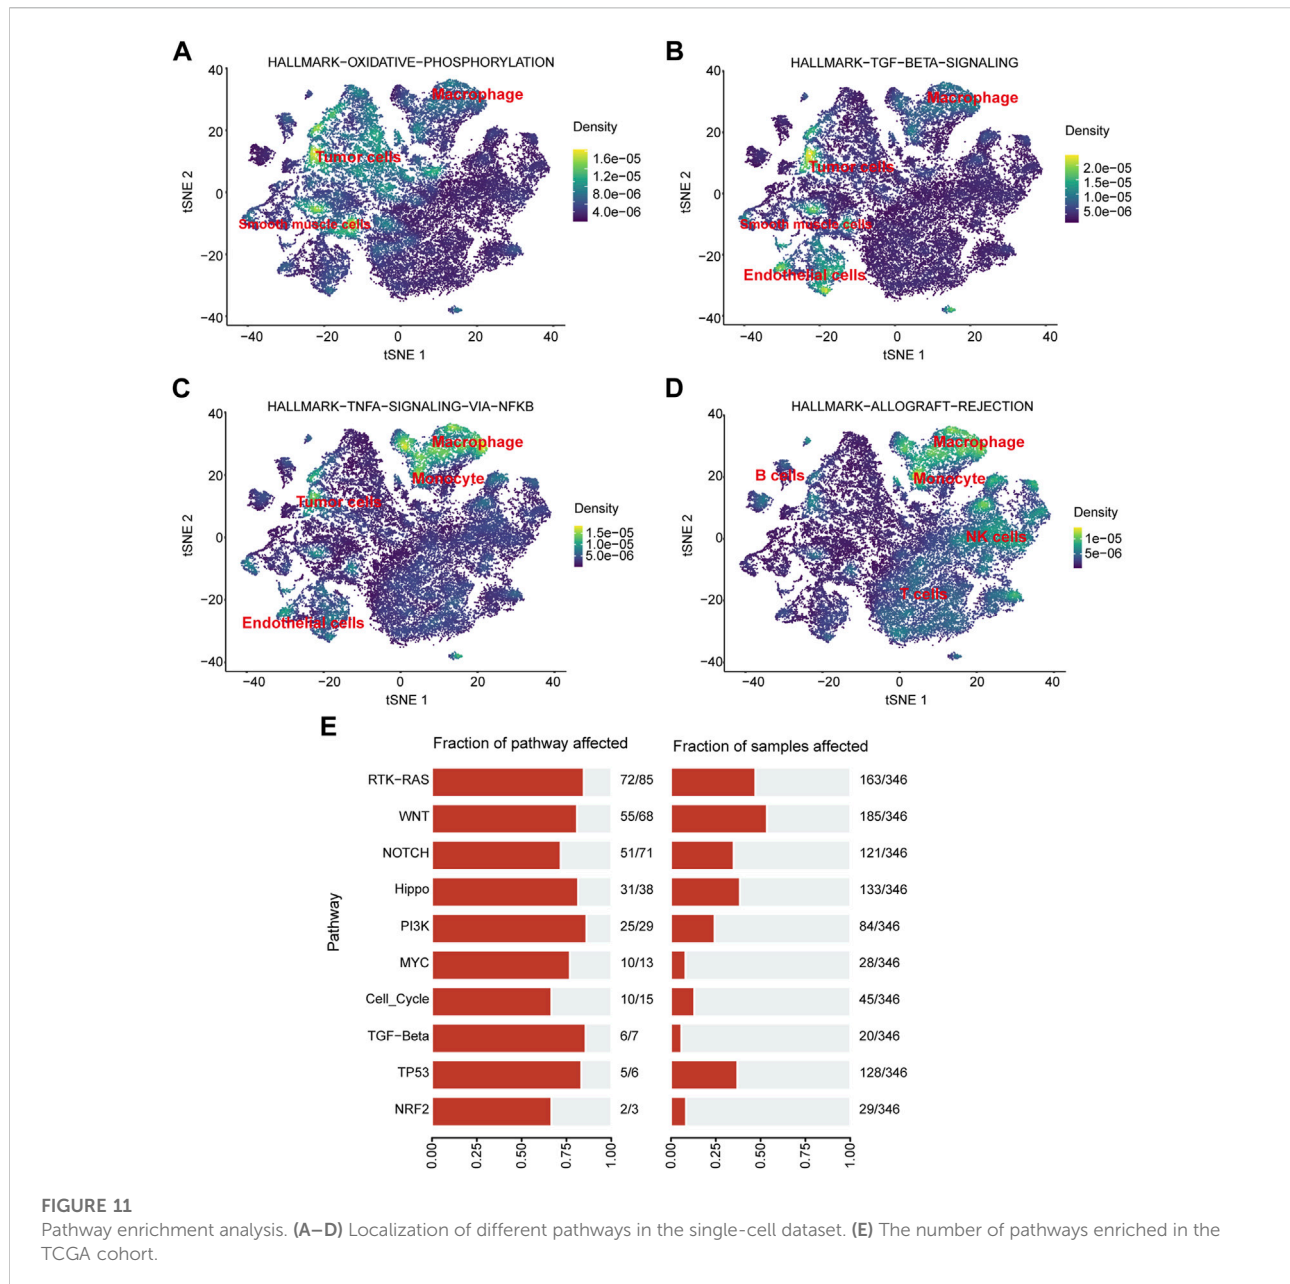 A
HALLMARK-OXIDATIVE-PHOSPHORYLATION
40
20
0
−20
−40
tSNE 2
−40 −20 0 20 40
tSNE 1
Macrophage
Tumor cells
Smooth muscle cells
Density
1.6e−05
1.2e−05
8.0e−06
4.0e−06
B
HALLMARK-TGF-BETA-SIGNALING
40
20
0
−20
−40
tSNE 2
−40 −20 0 20 40
tSNE 1
Macrophage
Tumor cells
Smooth muscle cells
Endothelial cells
Density
2.0e−05
1.5e−05
1.0e−05
5.0e−06
C
HALLMARK-TNFA-SIGNALING-VIA-NFKB
40
20
0
−20
−40
tSNE 2
−40 −20 0 20 40
tSNE 1
Macrophage
Monocyte
Tumor cells
Endothelial cells
Density
1.5e−05
1.0e−05
5.0e−06
D
HALLMARK-ALLOGRAFT-REJECTION
40
20
0
−20
−40
tSNE 2
−40 −20 0 20 40
tSNE 1
Macrophage
B cells
Monocyte
NK cells
T cells
Density
1e−05
5e−06
E
Fraction of pathway affected Fraction of samples affected
Pathway
RTK−RAS 72/85 163/346
WNT 55/68 185/346
NOTCH 51/71 121/346
Hippo 31/38 133/346
PI3K 25/29 84/346
MYC 10/13 28/346
Cell_Cycle 10/15 45/346
TGF−Beta 6/7 20/346
TP53 5/6 128/346
NRF2 2/3 29/346
0.00 0.25 0.50 0.75 1.00 0.00 0.25 0.50 0.75 1.00
FIGURE 11
Pathway enrichment analysis. (A–D) Localization of different pathways in the single-cell dataset. (E) The number of pathways enriched in the
TCGA cohort.